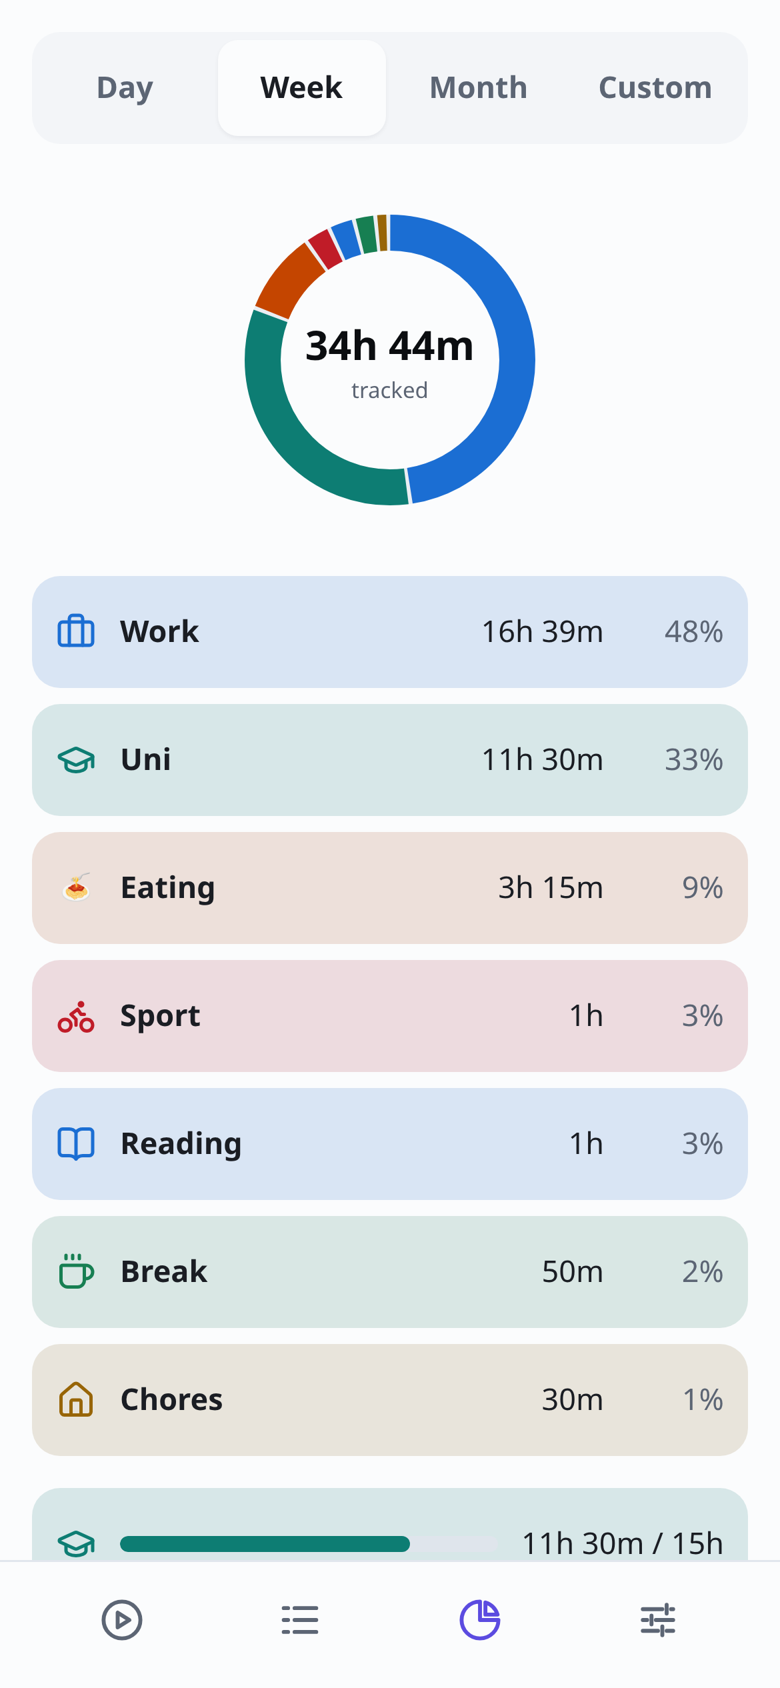 Day Week Month Custom
34h 44m
tracked
Work 16h 39m 48%
Uni 11h 30m 33%
Eating 3h 15m 9%
Sport 1h 3%
Reading 1h 3%
Break 50m 2%
Chores 30m 1%
11h 30m / 15h